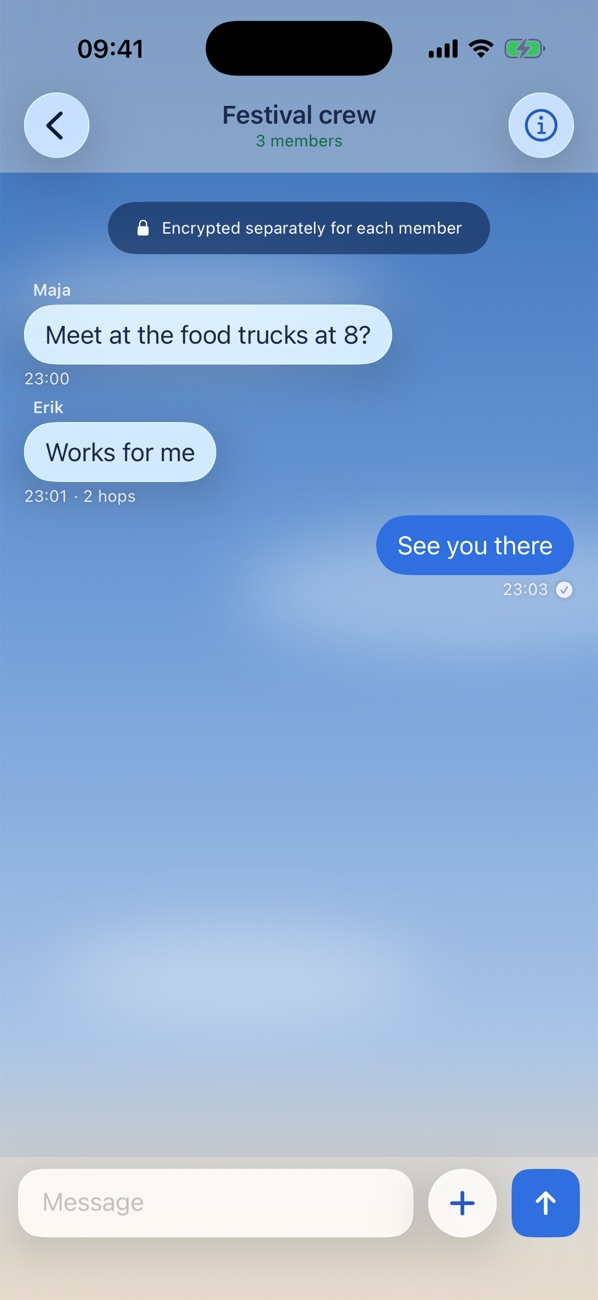 09:41
Festival crew
3 members
Encrypted separately for each member
Maja
Meet at the food trucks at 8?
23:00
Erik
Works for me
23:01 · 2 hops
See you there
23:03
Message